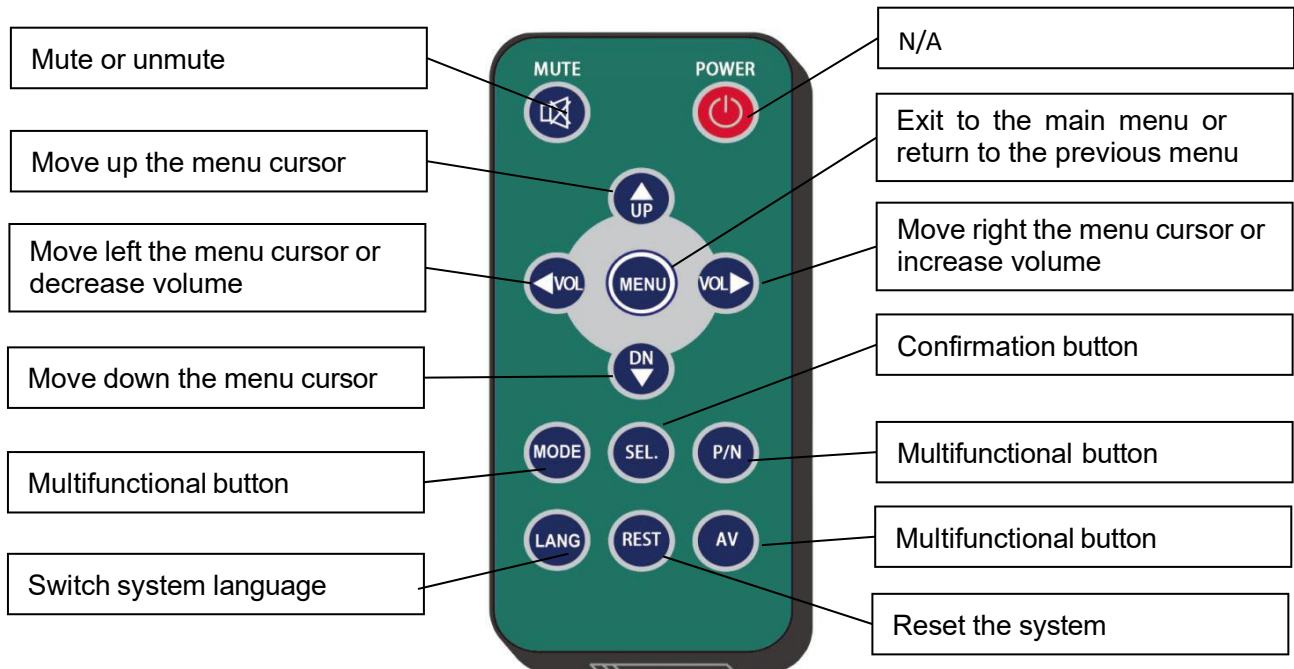 Mute or unmute
N/A
MUTE
POWER
Move up the menu cursor
Exit to the main menu or
return to the previous menu
UP
Move left the menu cursor or
decrease volume
Move right the menu cursor or
increase volume
VOL
MENU
VOL
Move down the menu cursor
DN
Confirmation button
MODE
SEL.
P/N
Multifunctional button
Multifunctional button
LANG
REST
AV
Multifunctional button
Switch system language
Reset the system